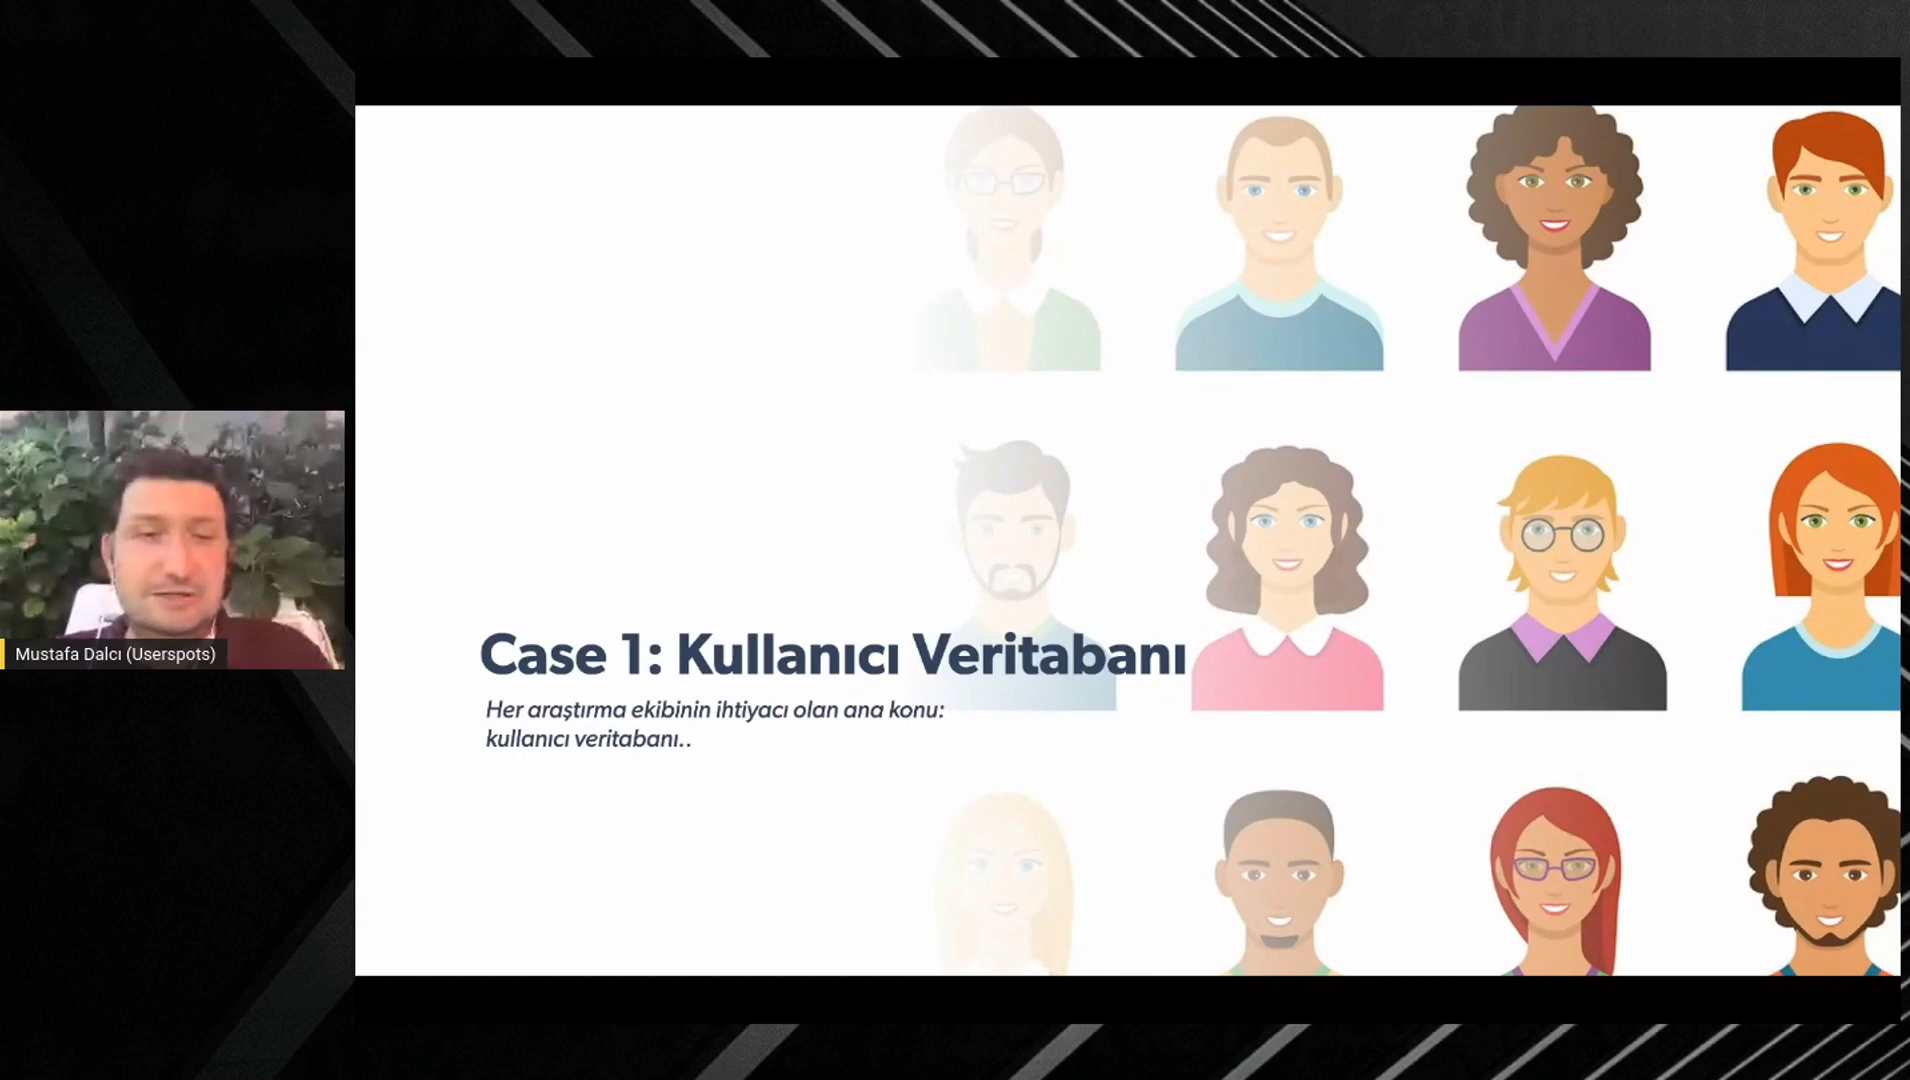 Mustafa Dalcı (Userspots)
Case 1: Kullanıcı Veritabanı
Her araştırma ekibinin ihtiyacı olan ana konu:
kullanıcı veritabanı..